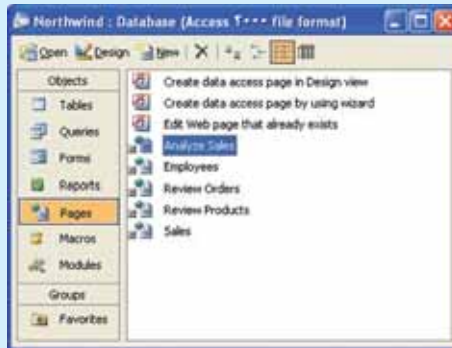 Northwind : Database (Access ۲۰۰۰ file format)
Open Design New
Objects
Tables
Queries
Forms
Reports
Pages
Macros
Modules
Groups
Favorites
Create data access page in Design view
Create data access page by using wizard
Edit Web page that already exists
Analyze Sales
Employees
Review Orders
Review Products
Sales